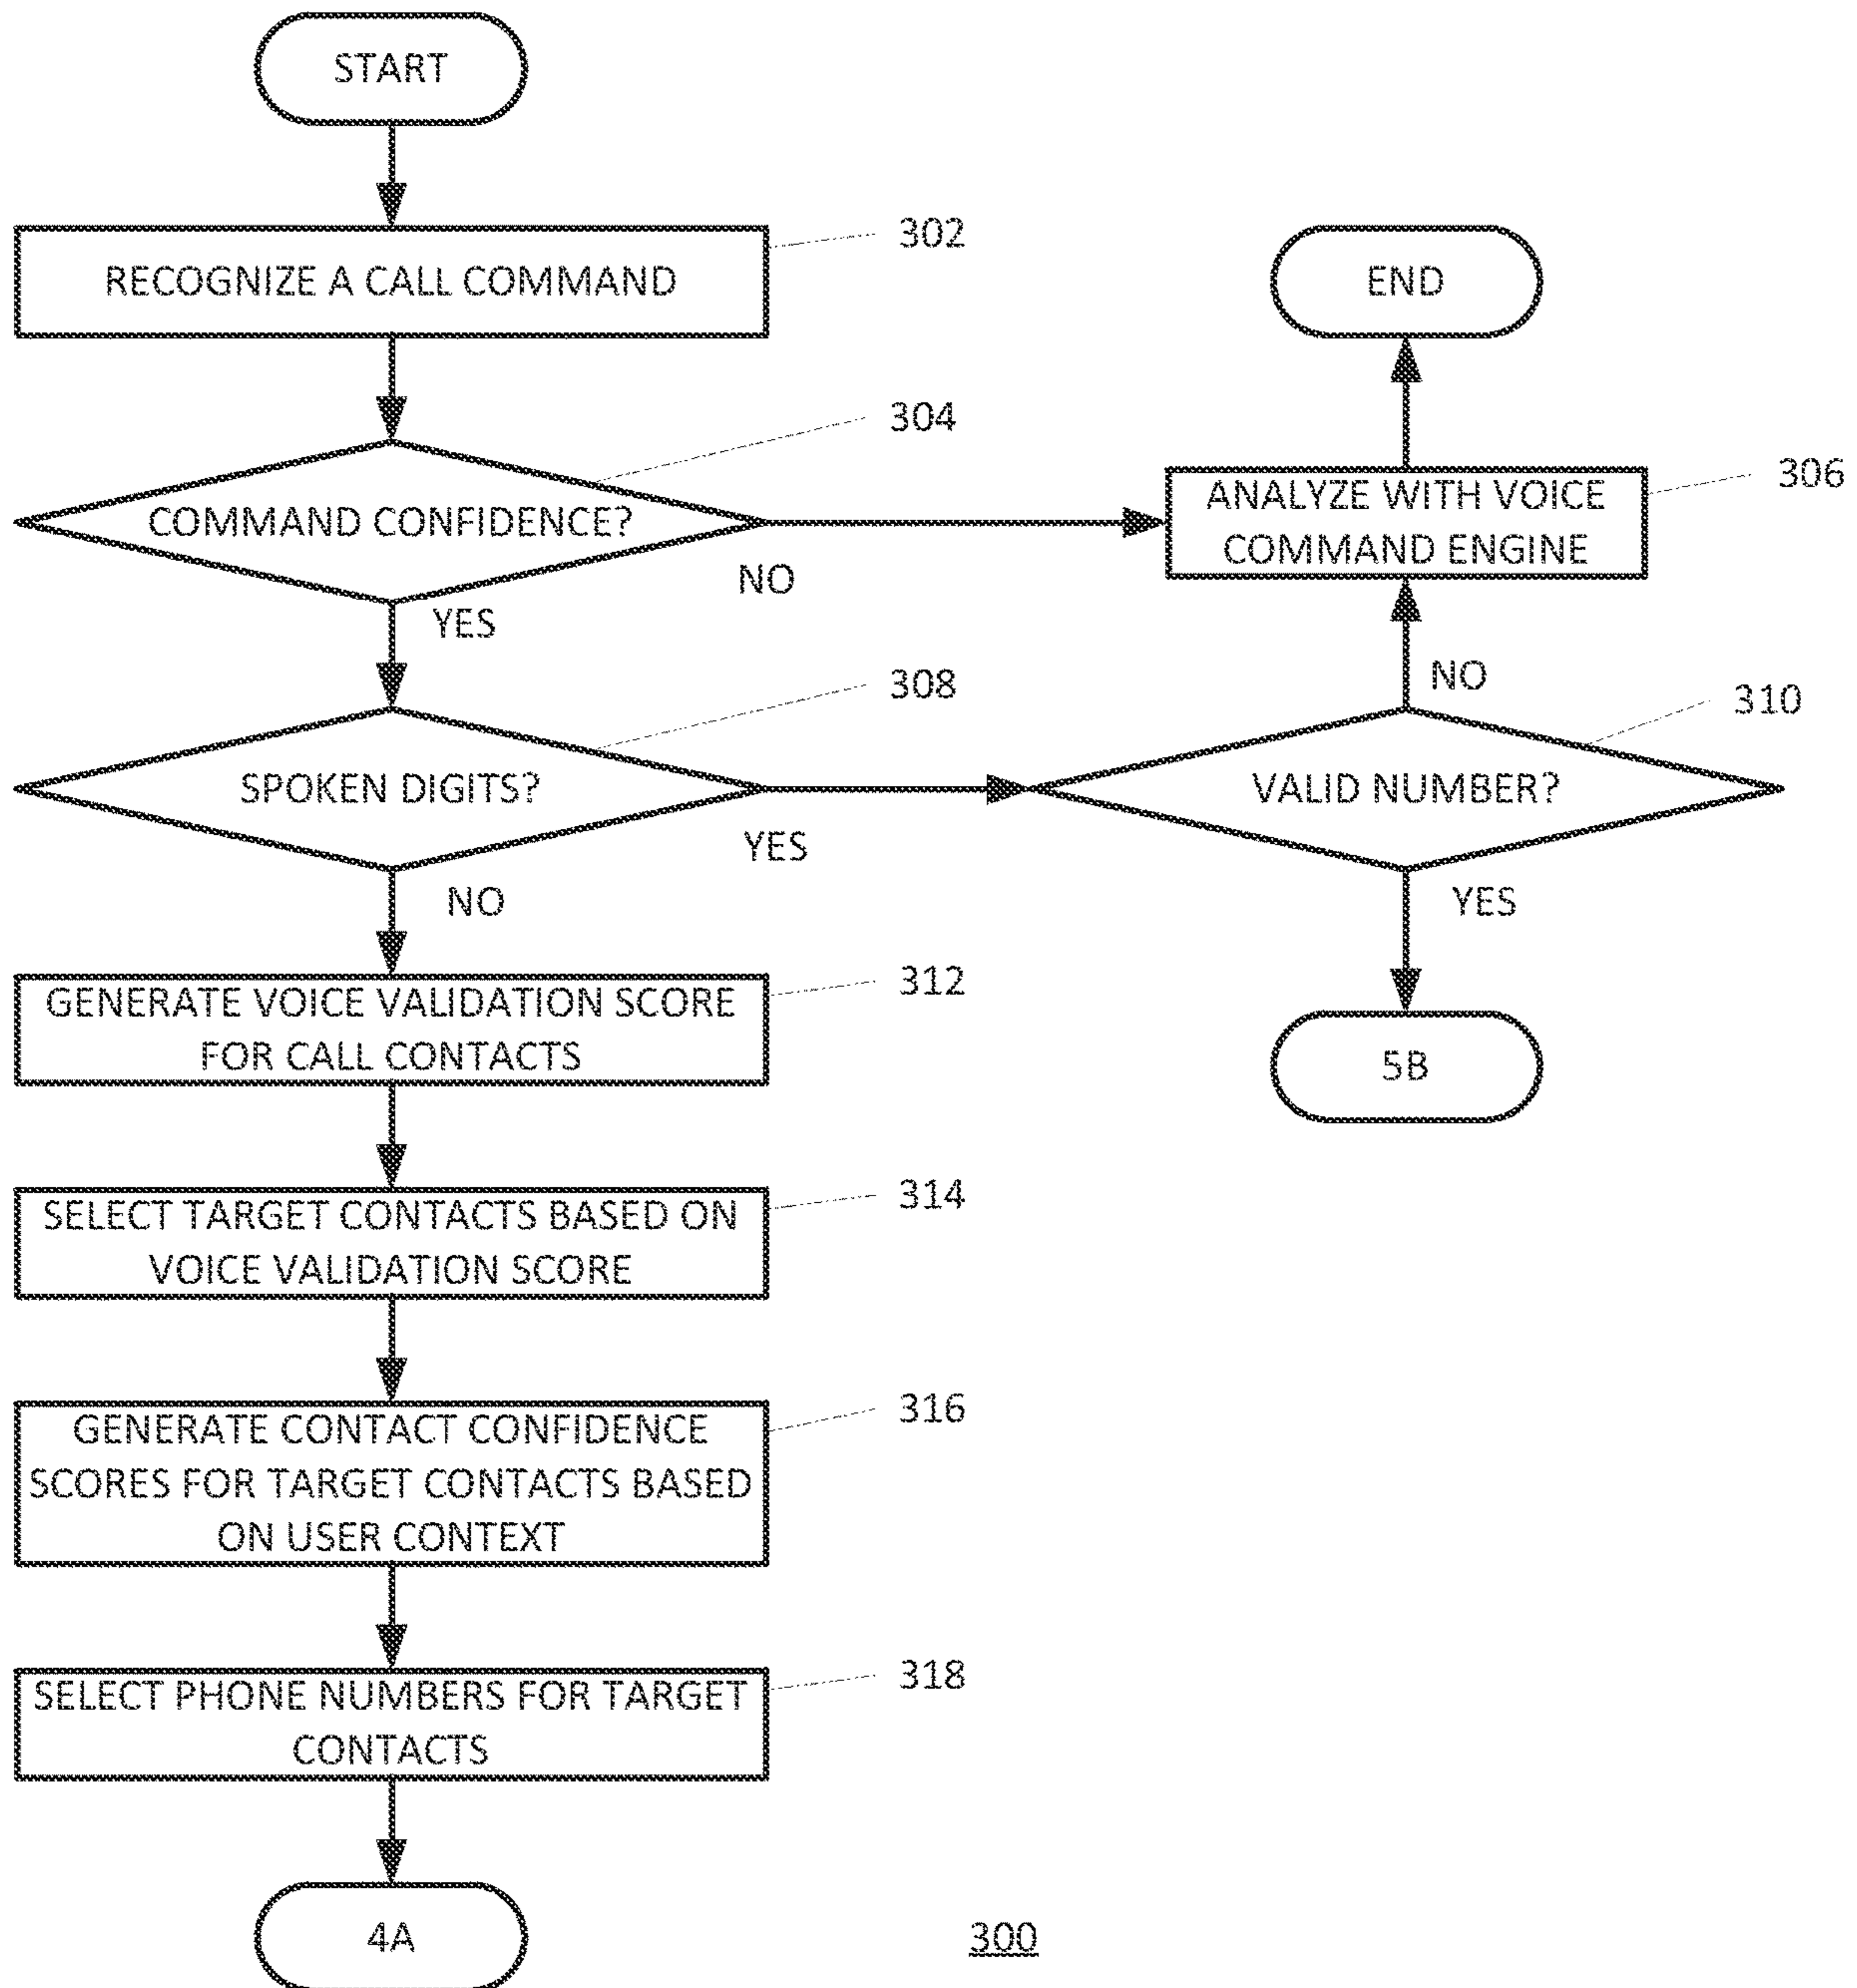 START
302
RECOGNIZE A CALL COMMAND
END
304
COMMAND CONFIDENCE?
NO
YES
306
ANALYZE WITH VOICE
COMMAND ENGINE
308
SPOKEN DIGITS?
YES
NO
NO
310
VALID NUMBER?
YES
5B
312
GENERATE VOICE VALIDATION SCORE
FOR CALL CONTACTS
314
SELECT TARGET CONTACTS BASED ON
VOICE VALIDATION SCORE
316
GENERATE CONTACT CONFIDENCE
SCORES FOR TARGET CONTACTS BASED
ON USER CONTEXT
318
SELECT PHONE NUMBERS FOR TARGET
CONTACTS
4A
300